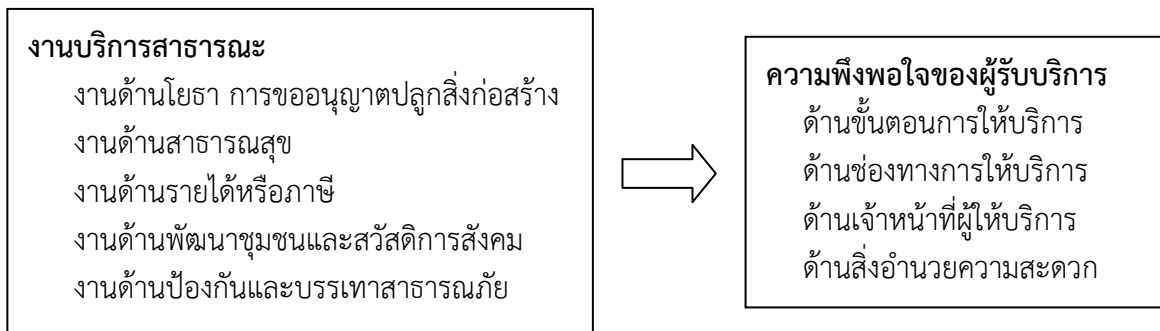 งานบริการสาธารณะ
งานด้านโยธา การขออนุญาตปลูกสิ่งก่อสร้าง
งานด้านสาธารณสุข
งานด้านรายได้หรือภาษี
งานด้านพัฒนาชุมชนและสวัสดิการสังคม
งานด้านป้องกันและบรรเทาสาธารณภัย
ความพึงพอใจของผู้รับบริการ
ด้านขั้นตอนการให้บริการ
ด้านช่องทางการให้บริการ
ด้านเจ้าหน้าที่ผู้ให้บริการ
ด้านสิ่งอำนวยความสะดวก